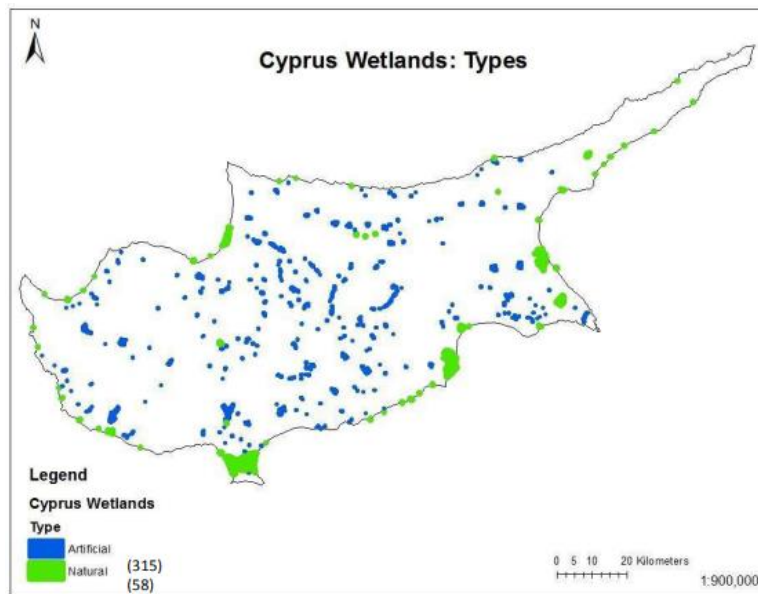 N
Cyprus Wetlands: Types
Legend
Cyprus Wetlands
Type
Artificial
Natural
(315)
(58)
0 5 10 20 Kilometers
1:900,000